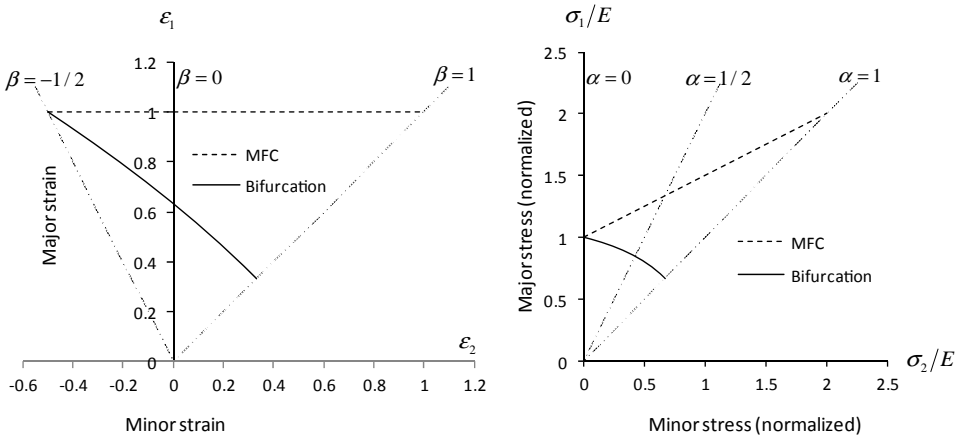 ε₁
β = −1/2
β = 0
β = 1
1.2
1
0.8
0.6
0.4
0.2
0
MFC
Bifurcation
Major strain
ε₂
-0.6
-0.4
-0.2
0
0.2
0.4
0.6
0.8
1
1.2
Minor strain
σ₁/E
α = 0
α = 1/2
α = 1
2.5
2
1.5
1
0.5
0
MFC
Bifurcation
Major stress (normalized)
σ₂/E
0
0.5
1
1.5
2
2.5
Minor stress (normalized)